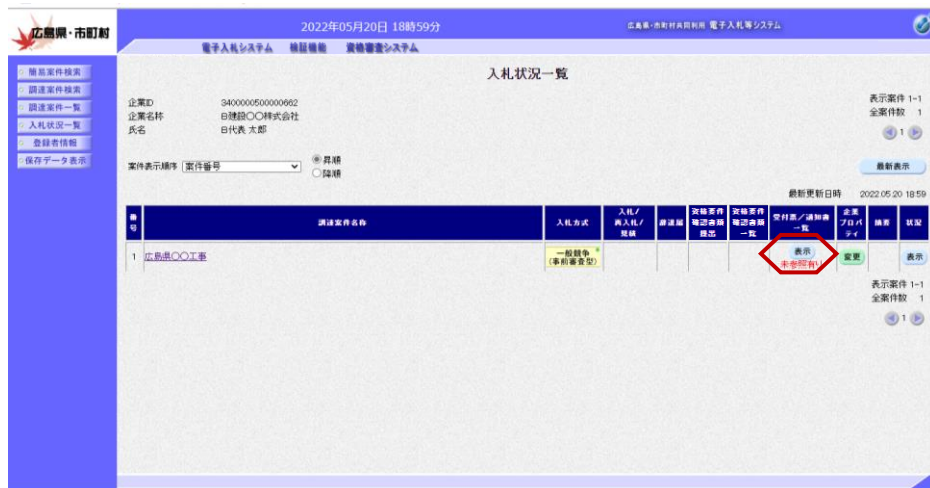 広島県・市町村
2022年05月20日 18時59分
広島県・市町村共同利用 電子入札等システム
電子入札システム 検証機能 資格審査システム
簡易案件検索
調達案件検索
調達案件一覧
入札状況一覧
登録者情報
保存データ表示
入札状況一覧
企業ID 3400000500000662
企業名称 日建設〇〇株式会社
氏名 日代表 太郎
表示案件 1-1
全案件数 1
1
案件表示順序 案件番号
昇順
降順
最新表示
最新更新日時 2022.05.20 18:59
番号 調達案件名称 入札方式 入札/再入札/見積 辞退届 資格要件確認書類提出 資格要件確認書類一覧 受付票/通知書一覧 企業プロパティ 摘要 状況
1 広島県〇〇工事 一般競争(事前審査型) 表示 未参照有り 変更 表示
表示案件 1-1
全案件数 1
1